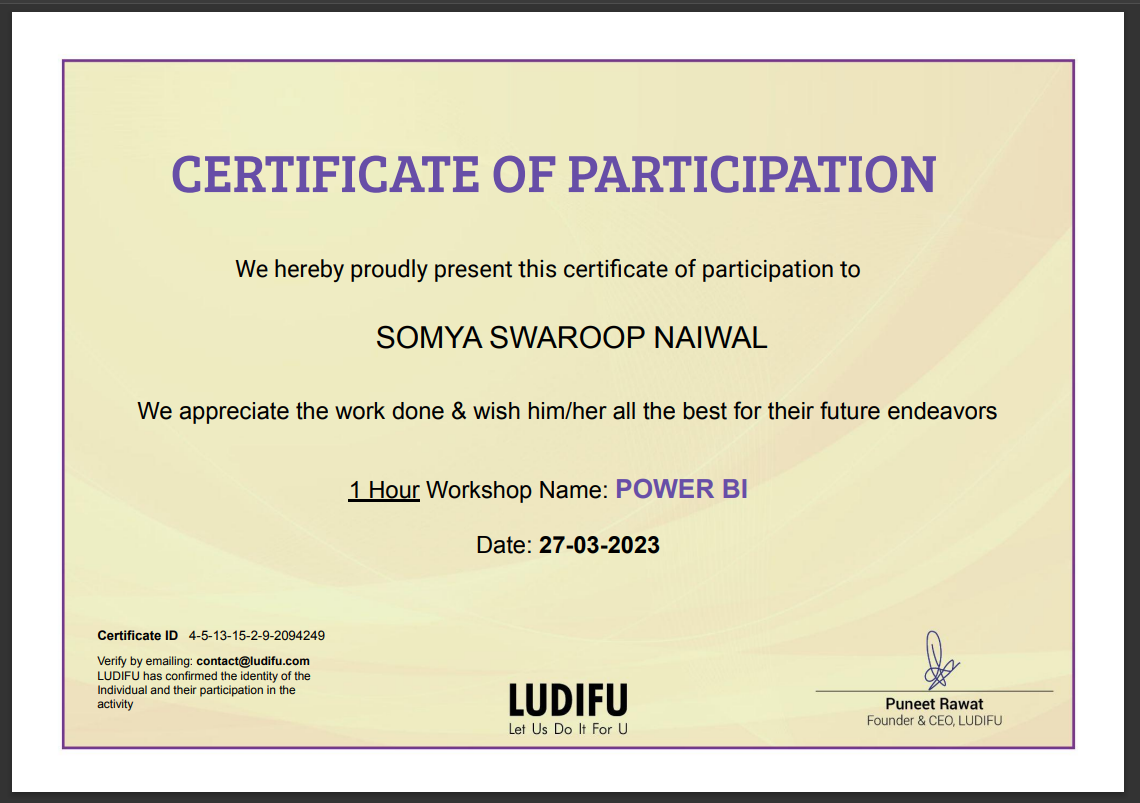 CERTIFICATE OF PARTICIPATION
We hereby proudly present this certificate of participation to
SOMYA SWAROOP NAIWAL
We appreciate the work done & wish him/her all the best for their future endeavors
1 Hour Workshop Name: POWER BI
Date: 27-03-2023
Certificate ID 4-5-13-15-2-9-2094249
Verify by emailing: contact@ludifu.com
LUDIFU has confirmed the identity of the
Individual and their participation in the
activity
LUDIFU
Let Us Do It For U
Puneet Rawat
Founder & CEO, LUDIFU